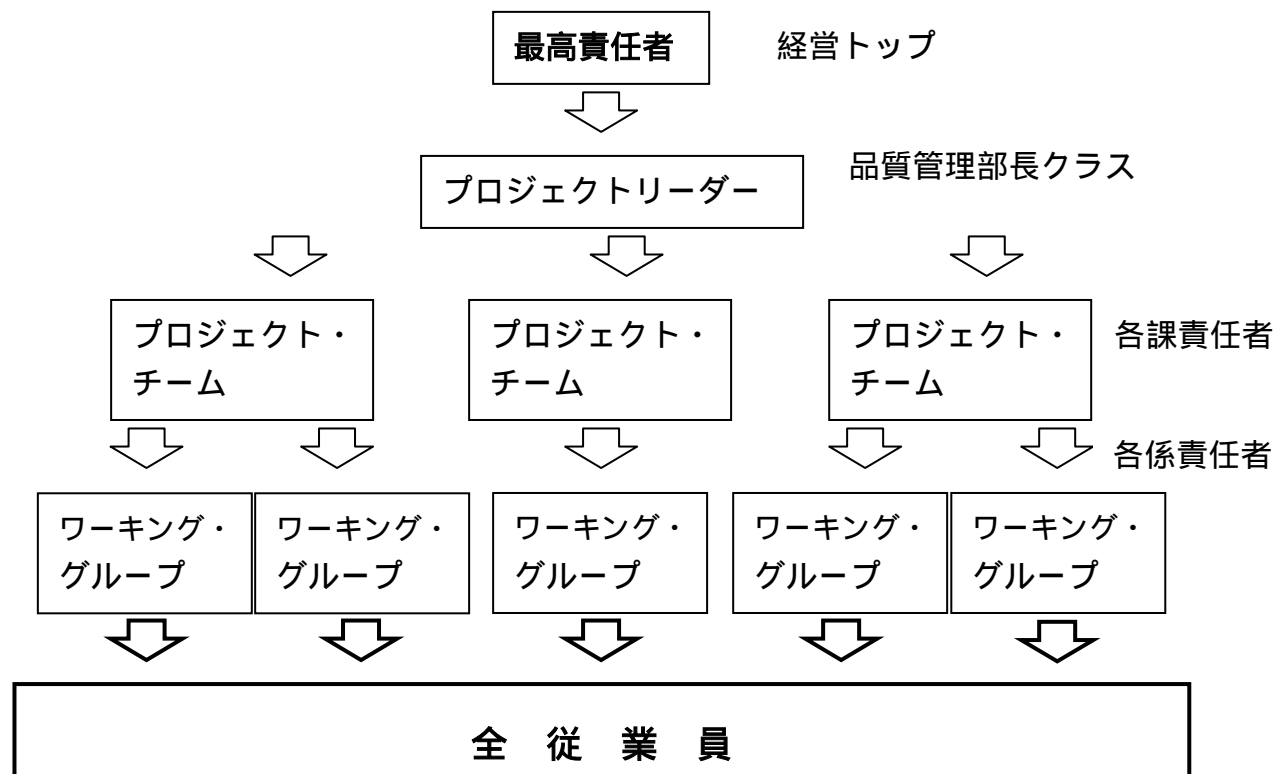 最高責任者
経営トップ
プロジェクトリーダー
品質管理部長クラス
プロジェクト・
チーム
プロジェクト・
チーム
プロジェクト・
チーム
各課責任者
各係責任者
ワーキング・
グループ
ワーキング・
グループ
ワーキング・
グループ
ワーキング・
グループ
ワーキング・
グループ
全 従 業 員